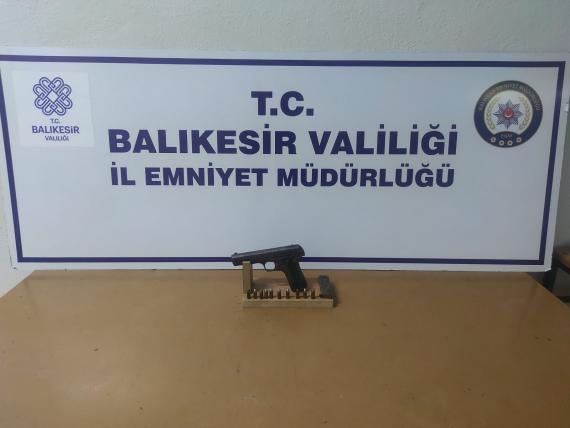 T.C.
BALIKESİR
VALİLİĞİ
T.C.
BALIKESİR VALİLİĞİ
İL EMNİYET MÜDÜRLÜĞÜ